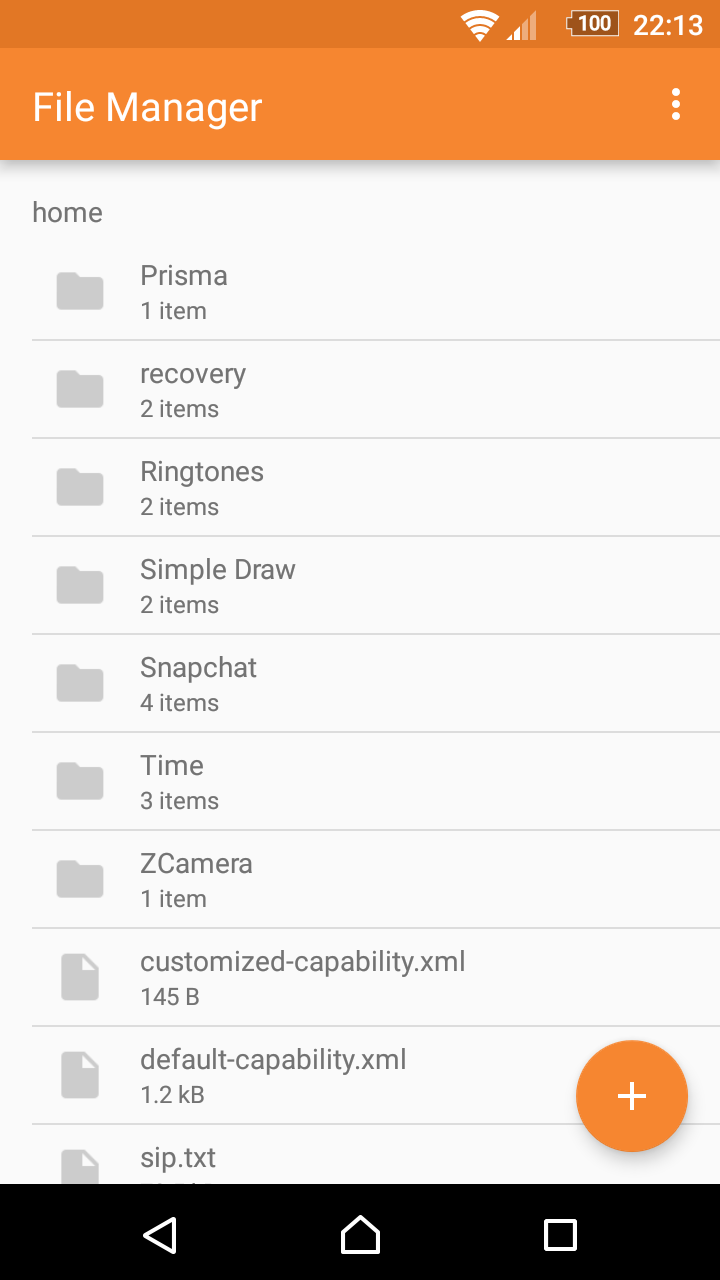 100 22:13
File Manager
home
Prisma
1 item
recovery
2 items
Ringtones
2 items
Simple Draw
2 items
Snapchat
4 items
Time
3 items
ZCamera
1 item
customized-capability.xml
145 B
default-capability.xml
1.2 kB
sip.txt